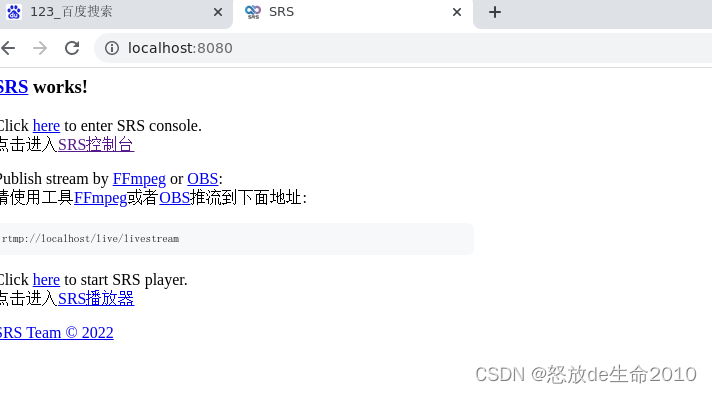 123_百度搜索
SRS
localhost:8080
SRS works!
Click here to enter SRS console.
点击进入SRS控制台
Publish stream by FFmpeg or OBS:
请使用工具FFmpeg或者OBS推流到下面地址:
rtmp://localhost/live/livestream
Click here to start SRS player.
点击进入SRS播放器
SRS Team © 2022
CSDN @怒放de生命2010